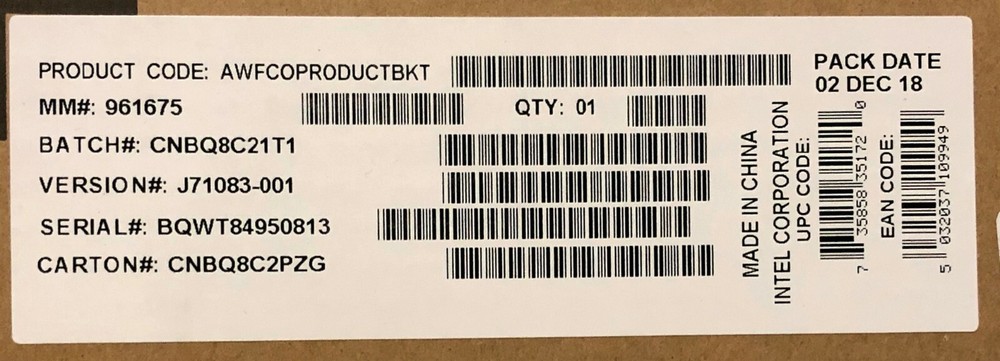 PRODUCT CODE: AWFCOPRODUCTBKT
MM#: 961675
QTY: 01
BATCH#: CNBQ8C21T1
VERSION#: J71083-001
SERIAL#: BQWT84950813
CARTON#: CNBQ8C2PZG
MADE IN CHINA
INTEL CORPORATION
UPC CODE:
7 35858 35172 0
EAN CODE:
5 032037 109949
PACK DATE
02 DEC 18